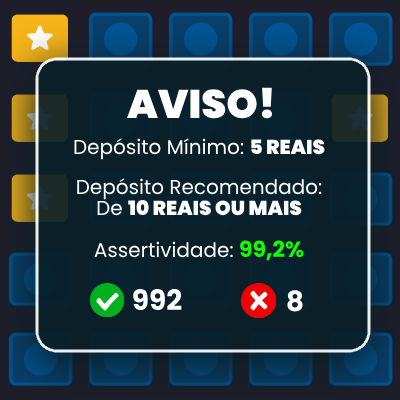 AVISO!
Depósito Mínimo: 5 REAIS
Depósito Recomendado:
De 10 REAIS OU MAIS
Assertividade: 99,2%
992 8